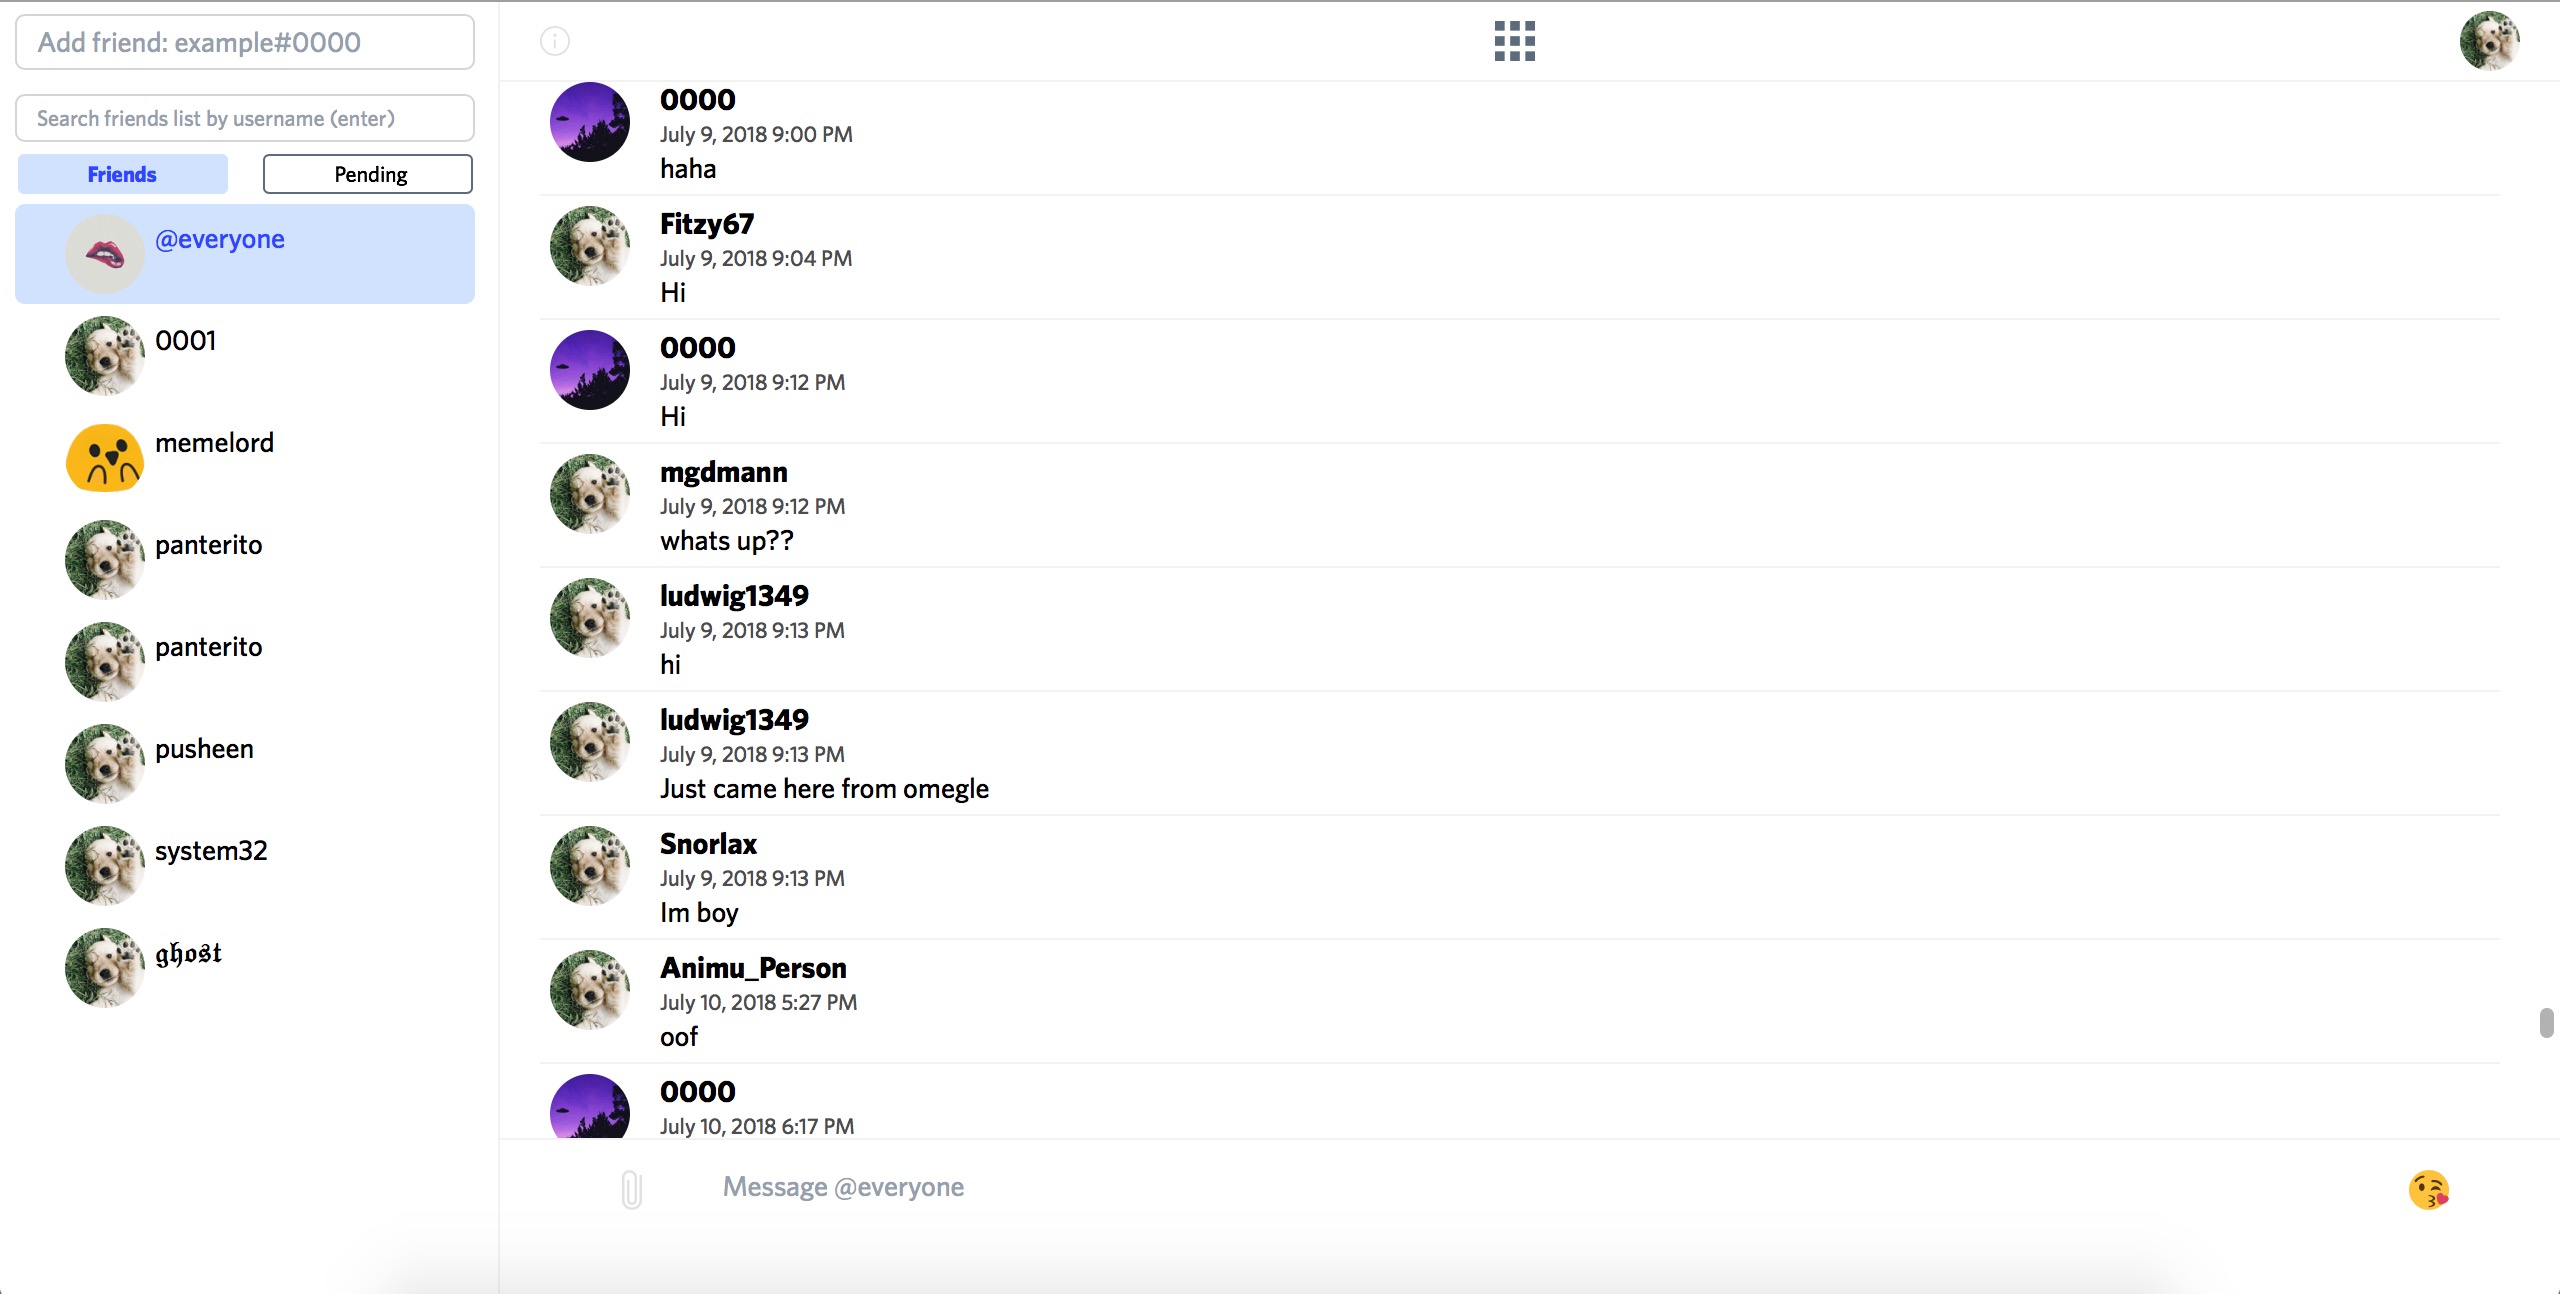 Add friend: example#0000
Search friends list by username (enter)
Friends
Pending
@everyone
0001
memelord
panterito
panterito
pusheen
system32
𝖌𝖍𝖔𝖘𝖙
0000
July 9, 2018 9:00 PM
haha
Fitzy67
July 9, 2018 9:04 PM
Hi
0000
July 9, 2018 9:12 PM
Hi
mgdmann
July 9, 2018 9:12 PM
whats up??
ludwig1349
July 9, 2018 9:13 PM
hi
ludwig1349
July 9, 2018 9:13 PM
Just came here from omegle
Snorlax
July 9, 2018 9:13 PM
Im boy
Animu_Person
July 10, 2018 5:27 PM
oof
0000
July 10, 2018 6:17 PM
Message @everyone